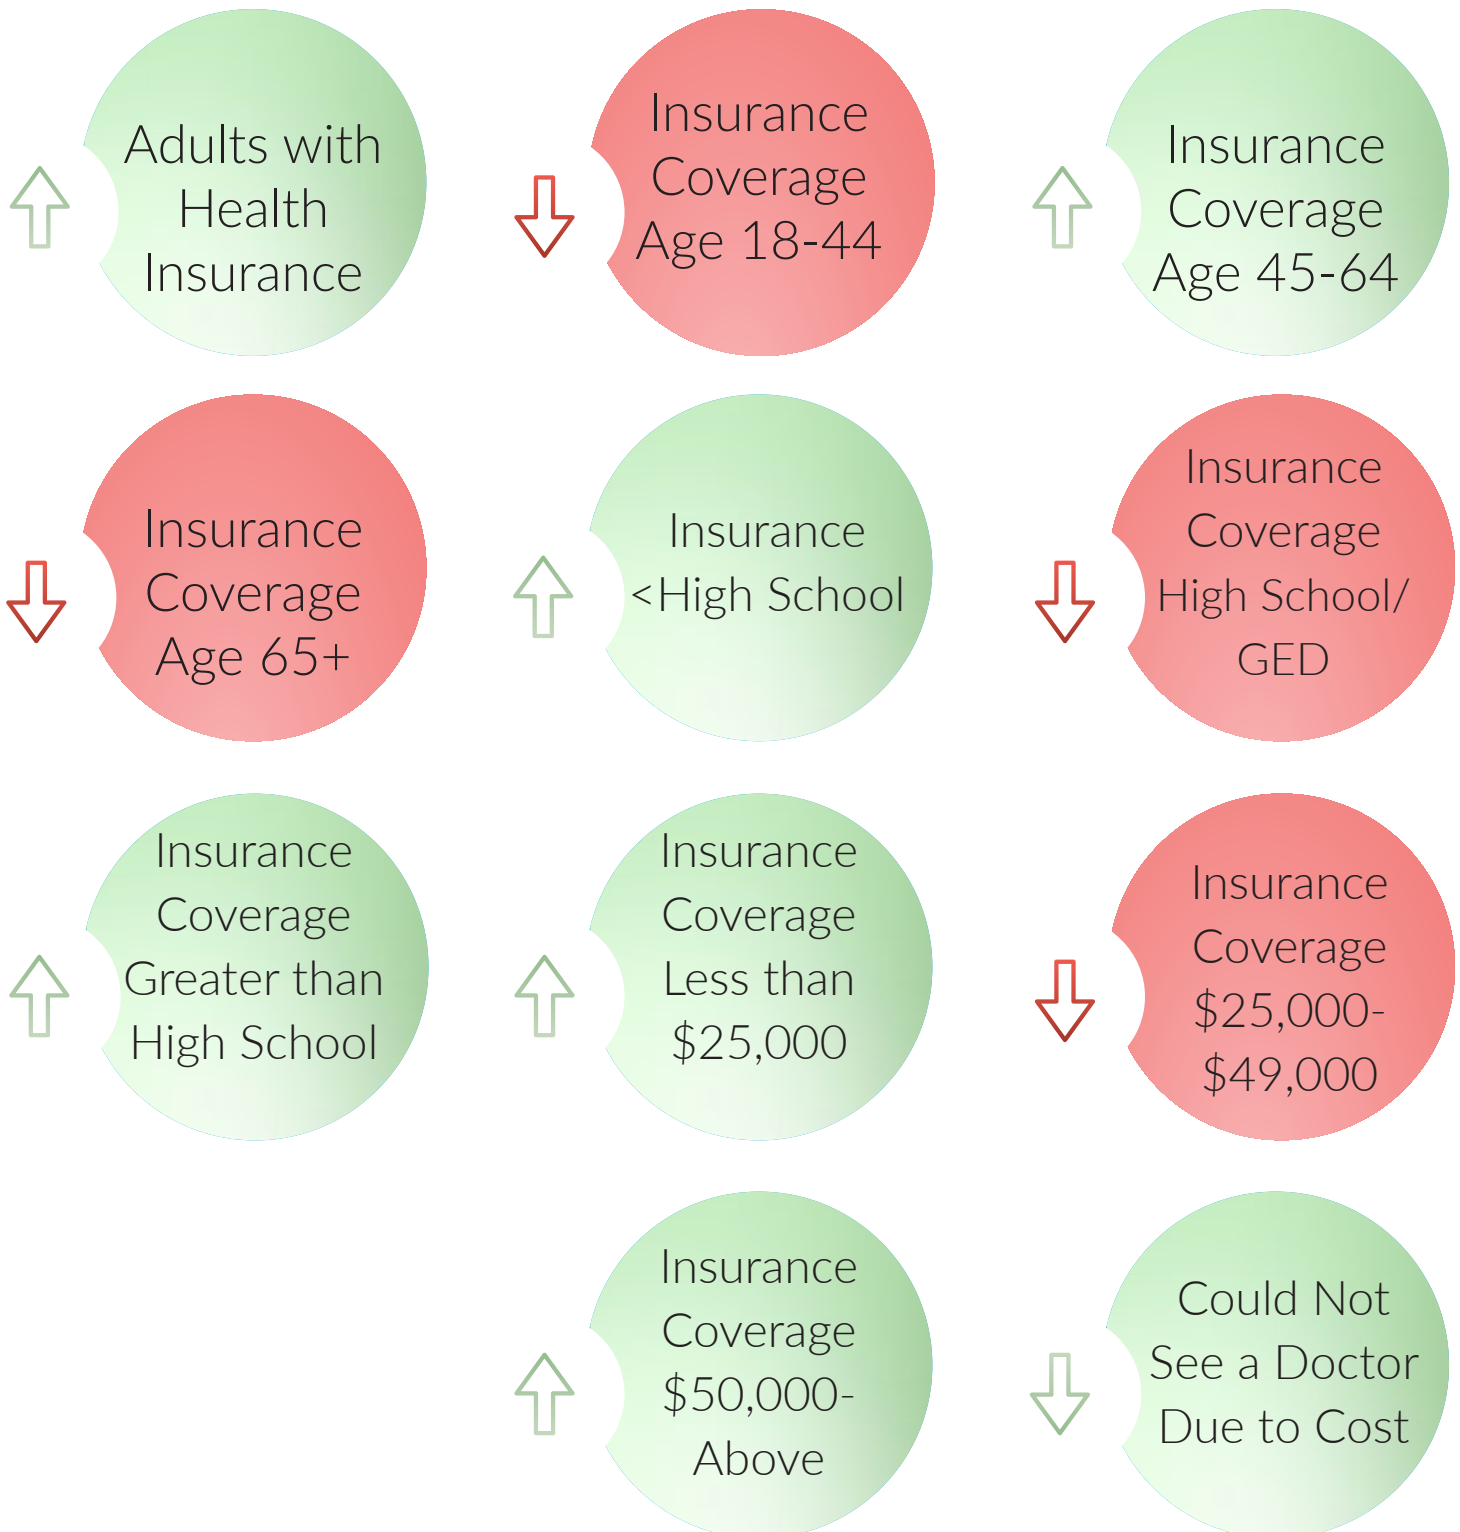 Adults with
Health
Insurance
Insurance
Coverage
Age 18-44
Insurance
Coverage
Age 45-64
Insurance
Coverage
Age 65+
Insurance
<High School
Insurance
Coverage
High School/
GED
Insurance
Coverage
Greater than
High School
Insurance
Coverage
Less than
$25,000
Insurance
Coverage
$25,000-
$49,000
Insurance
Coverage
$50,000-
Above
Could Not
See a Doctor
Due to Cost